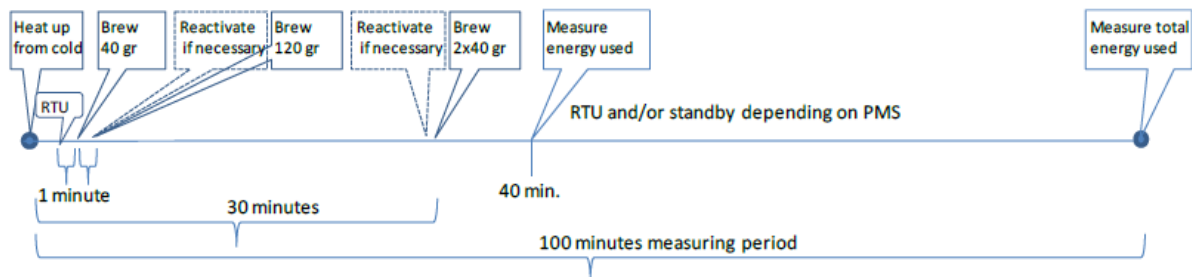 Heat up
from cold
Brew
40 gr
Reactivate
if necessary
Brew
120 gr
Reactivate
if necessary
Brew
2x40 gr
Measure
energy used
Measure total
energy used
RTU
RTU and/or standby depending on PMS
1 minute
40 min.
30 minutes
100 minutes measuring period